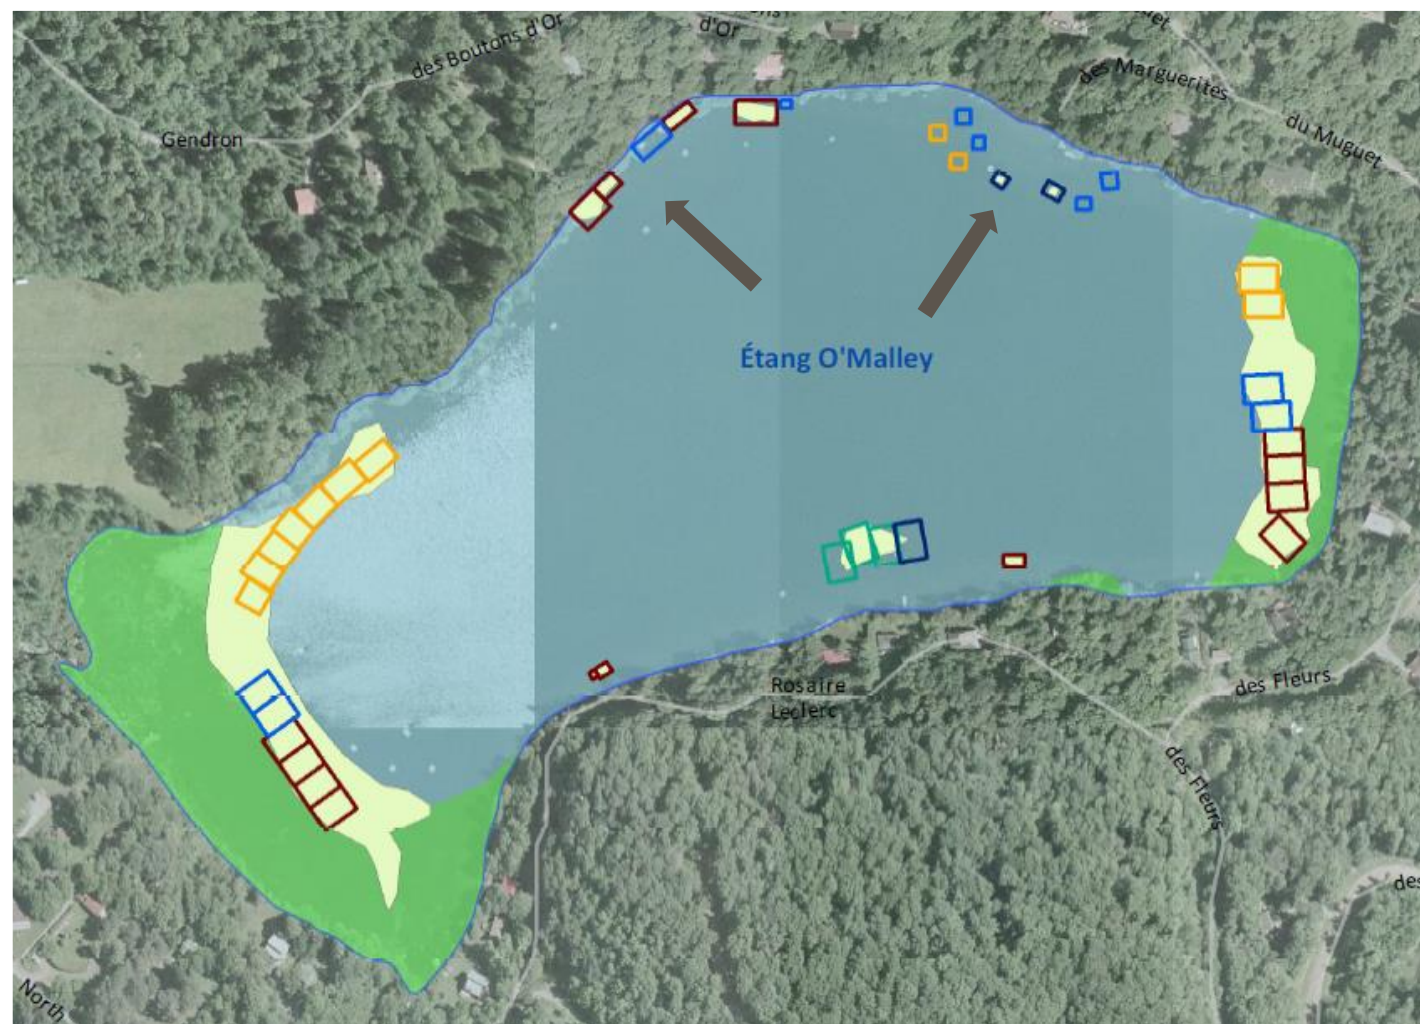 des Boutons d'Or
d'Or
des Marguerites
du Muguet
Gendron
Étang O'Malley
Rosaire
Leclerc
des Fleurs
des Fleurs
des
North